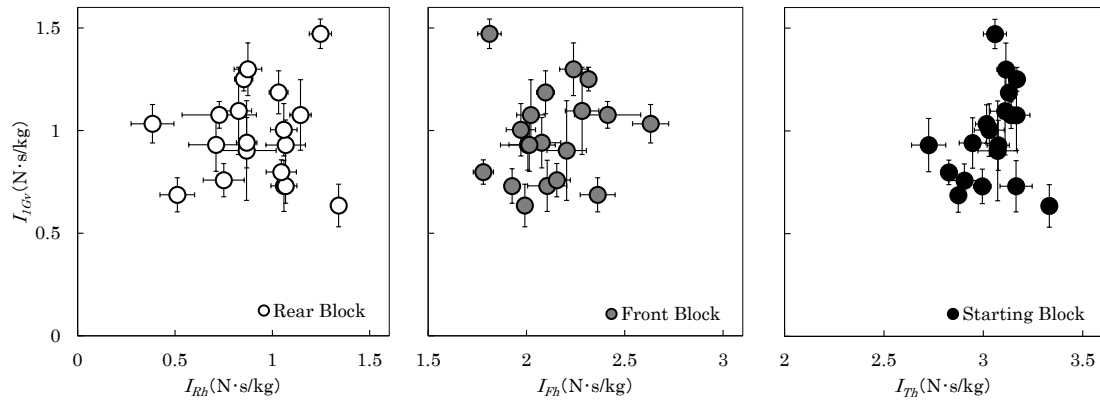 I1Gv(N·s/kg)
1.5
1.0
0.5
0
Rear Block
0
0.5
1
1.5
IRh(N·s/kg)
Front Block
1.5
2
2.5
3
IFh(N·s/kg)
Starting Block
2
2.5
3
3.5
ITh(N·s/kg)